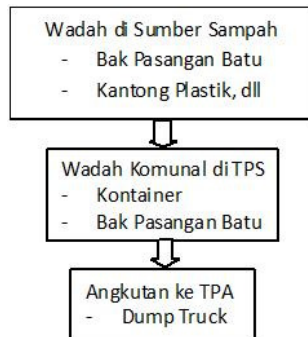 Wadah di Sumber Sampah
- Bak Pasangan Batu
- Kantong Plastik, dll
Wadah Komunal di TPS
- Kontainer
- Bak Pasangan Batu
Angkutan ke TPA
- Dump Truck